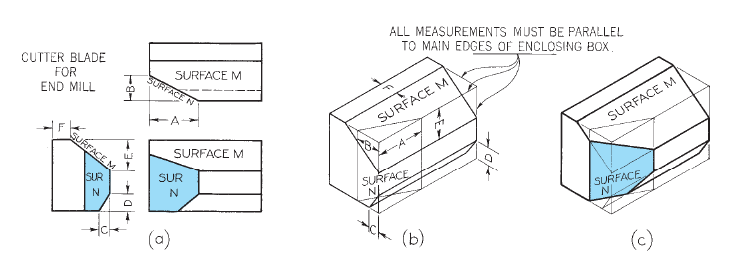 ALL MEASUREMENTS MUST BE PARALLEL
TO MAIN EDGES OF ENCLOSING BOX.
CUTTER BLADE
FOR
END MILL
SURFACE M
SURFACE N
B
A
F
SURFACE M
E
SUR
N
D
C
SURFACE M
SUR
N
(a)
F
SURFACE M
E
B
A
D
SURFACE
N
C
(b)
SURFACE M
SURFACE
N
(c)